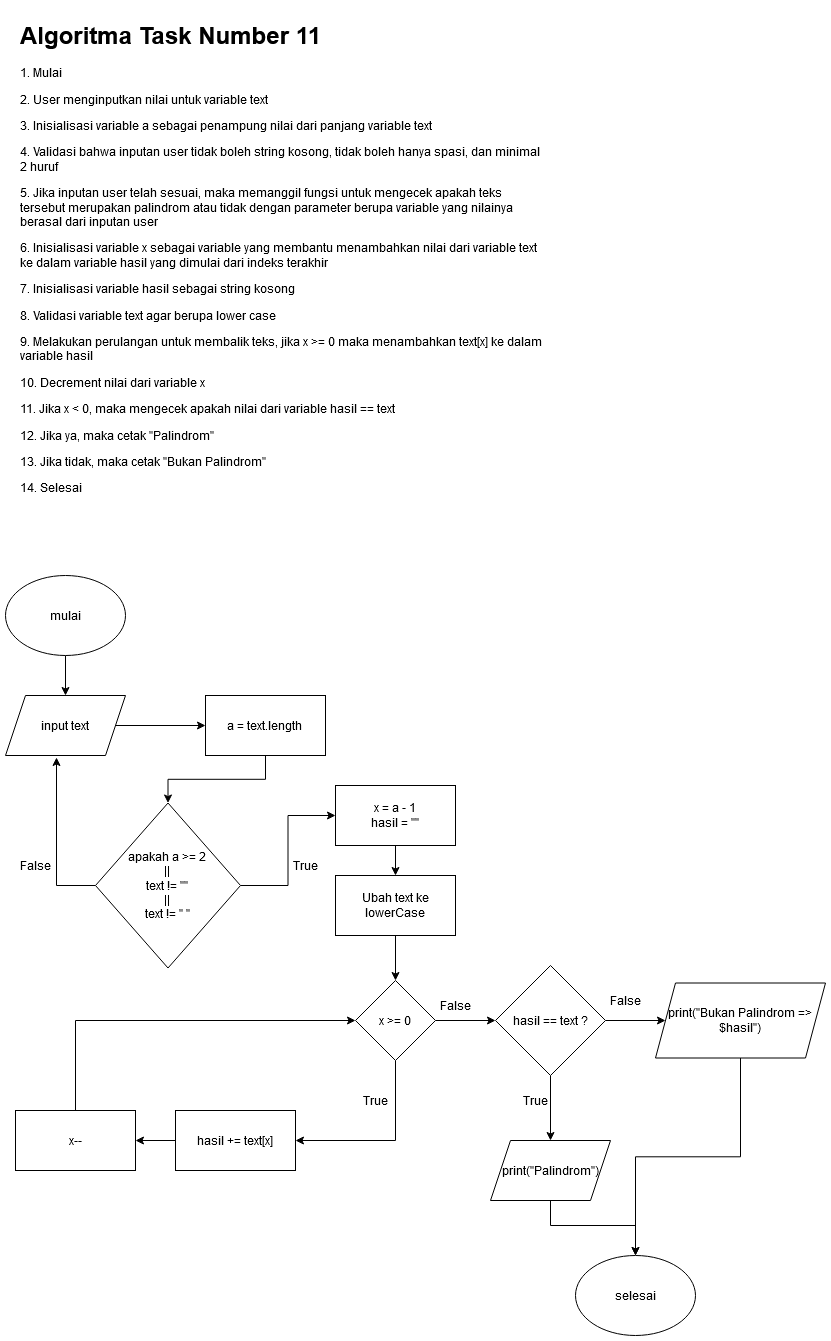 Algoritma Task Number 11
1. Mulai
2. User menginputkan nilai untuk variable text
3. Inisialisasi variable a sebagai penampung nilai dari panjang variable text
4. Validasi bahwa inputan user tidak boleh string kosong, tidak boleh hanya spasi, dan minimal
2 huruf
5. Jika inputan user telah sesuai, maka memanggil fungsi untuk mengecek apakah teks
tersebut merupakan palindrom atau tidak dengan parameter berupa variable yang nilainya
berasal dari inputan user
6. Inisialisasi variable x sebagai variable yang membantu menambahkan nilai dari variable text
ke dalam variable hasil yang dimulai dari indeks terakhir
7. Inisialisasi variable hasil sebagai string kosong
8. Validasi variable text agar berupa lower case
9. Melakukan perulangan untuk membalik teks, jika x >= 0 maka menambahkan text[x] ke dalam
variable hasil
10. Decrement nilai dari variable x
11. Jika x < 0, maka mengecek apakah nilai dari variable hasil == text
12. Jika ya, maka cetak "Palindrom"
13. Jika tidak, maka cetak "Bukan Palindrom"
14. Selesai
mulai
input text
a = text.length
apakah a >= 2
||
text != ""
||
text != " "
False
True
x = a - 1
hasil = ""
Ubah text ke
lowerCase
x >= 0
False
hasil == text ?
False
print("Bukan Palindrom =>
$hasil")
True
True
x--
hasil += text[x]
print("Palindrom")
selesai